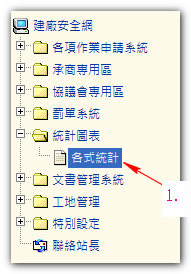 建廠安全網
各項作業申請系統
承商專用區
協議會專用區
罰單系統
統計圖表
各式統計
1.
文書管理系統
工地管理
特別設定
聯絡站長